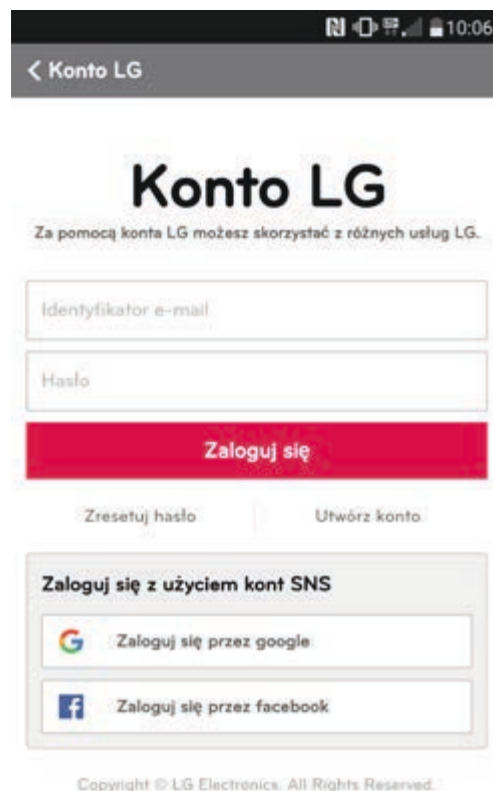 10:06
< Konto LG
Konto LG
Za pomocą konta LG możesz skorzystać z różnych usług LG.
Identyfikator e-mail
Hasło
Zaloguj się
Zresetuj hasło
Utwórz konto
Zaloguj się z użyciem kont SNS
Zaloguj się przez google
Zaloguj się przez facebook
Copyright © LG Electronics. All Rights Reserved.